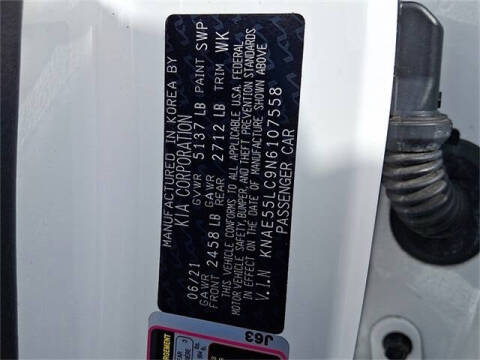 MANUFACTURED IN KOREA BY
KIA CORPORATION
06/21 GVWR 5137 LB PAINT SWP
GAWR FRONT 2458 LB GAWR REAR 2712 LB TRIM WK
THIS VEHICLE CONFORMS TO ALL APPLICABLE U.S.A. FEDERAL
MOTOR VEHICLE SAFETY, BUMPER, AND THEFT PREVENTION STANDARDS
IN EFFECT ON THE DATE OF MANUFACTURE SHOWN ABOVE
V.I.N KNAE55LC9N6107558
PASSENGER CAR
J63